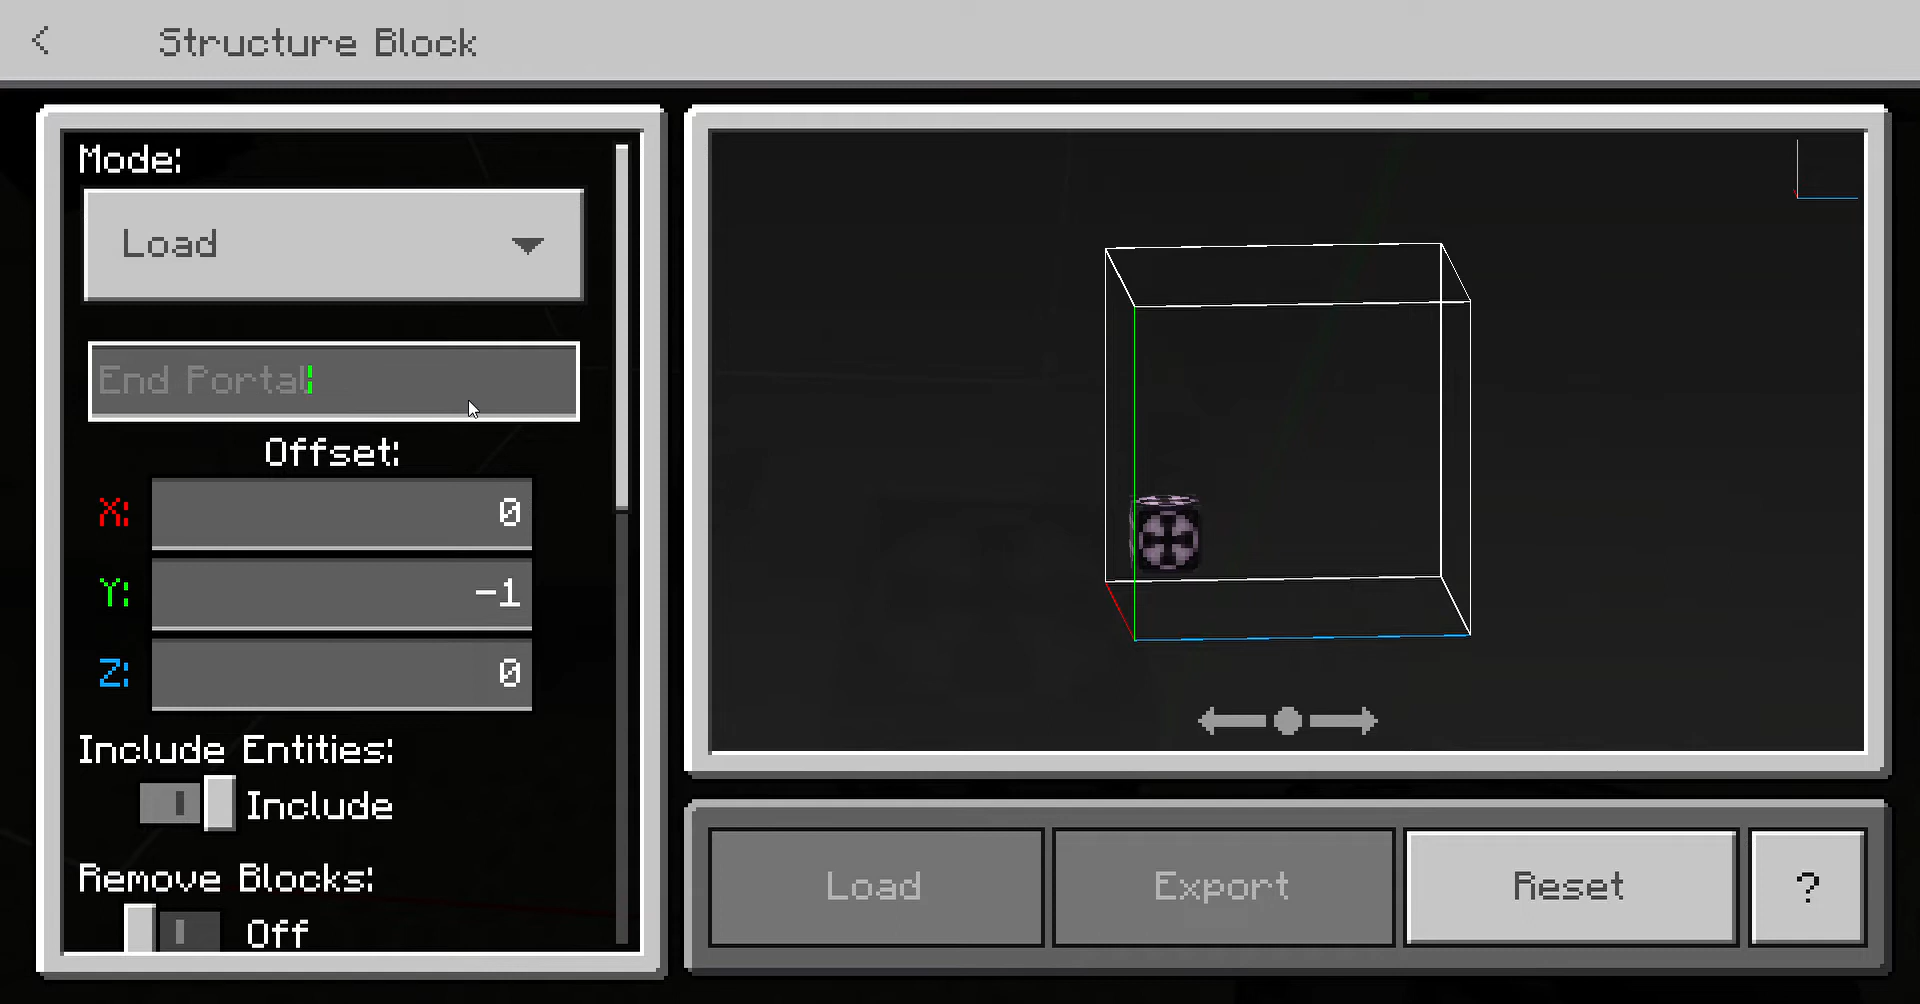 Structure Block
Mode:
Load
End Portal
Offset:
X: 0
Y: -1
Z: 0
Include Entities:
Include
Remove Blocks:
Off
Load
Export
Reset
?